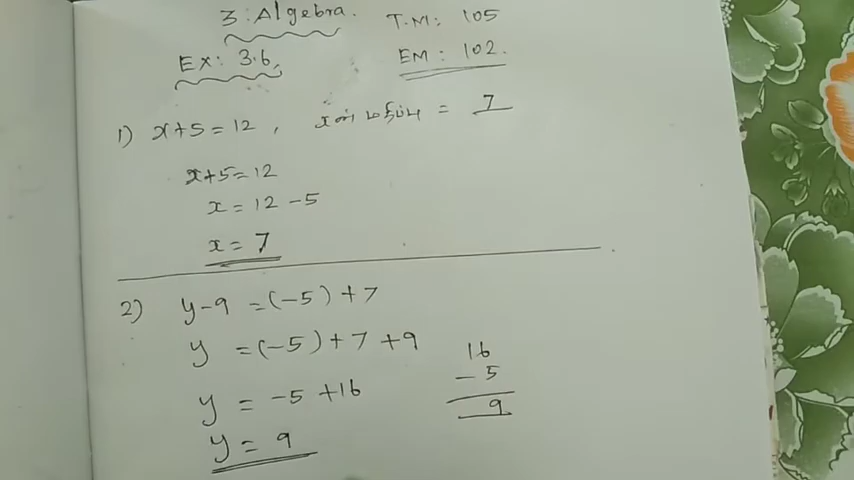 3. Algebra.
T.M: 105
Ex: 3.6.
EM: 102.
1) x+5=12, x ன் மதிப்பு = 7
x+5=12
x = 12 -5
x = 7
2) y-9 = (-5) +7
y = (-5) +7 +9
16
-5
9
y = -5 +16
y = 9